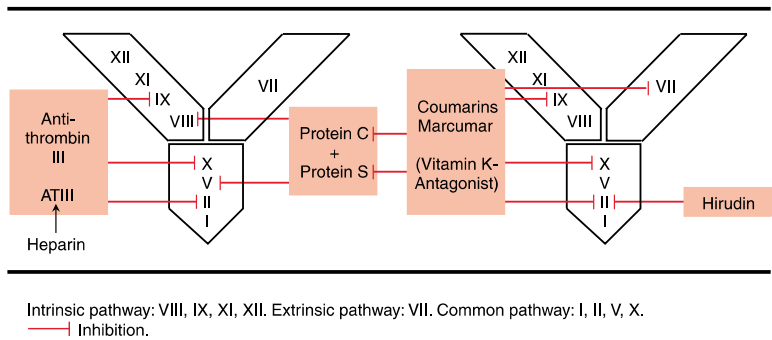 XII
XI
IX
VIII
VII
X
V
II
I
Anti-
thrombin
III
ATIII
Heparin
Protein C
+
Protein S
Coumarins
Marcumar
(Vitamin K-
Antagonist)
XII
XI
IX
VIII
VII
X
V
II
I
Hirudin
Intrinsic pathway: VIII, IX, XI, XII. Extrinsic pathway: VII. Common pathway: I, II, V, X.
Inhibition.